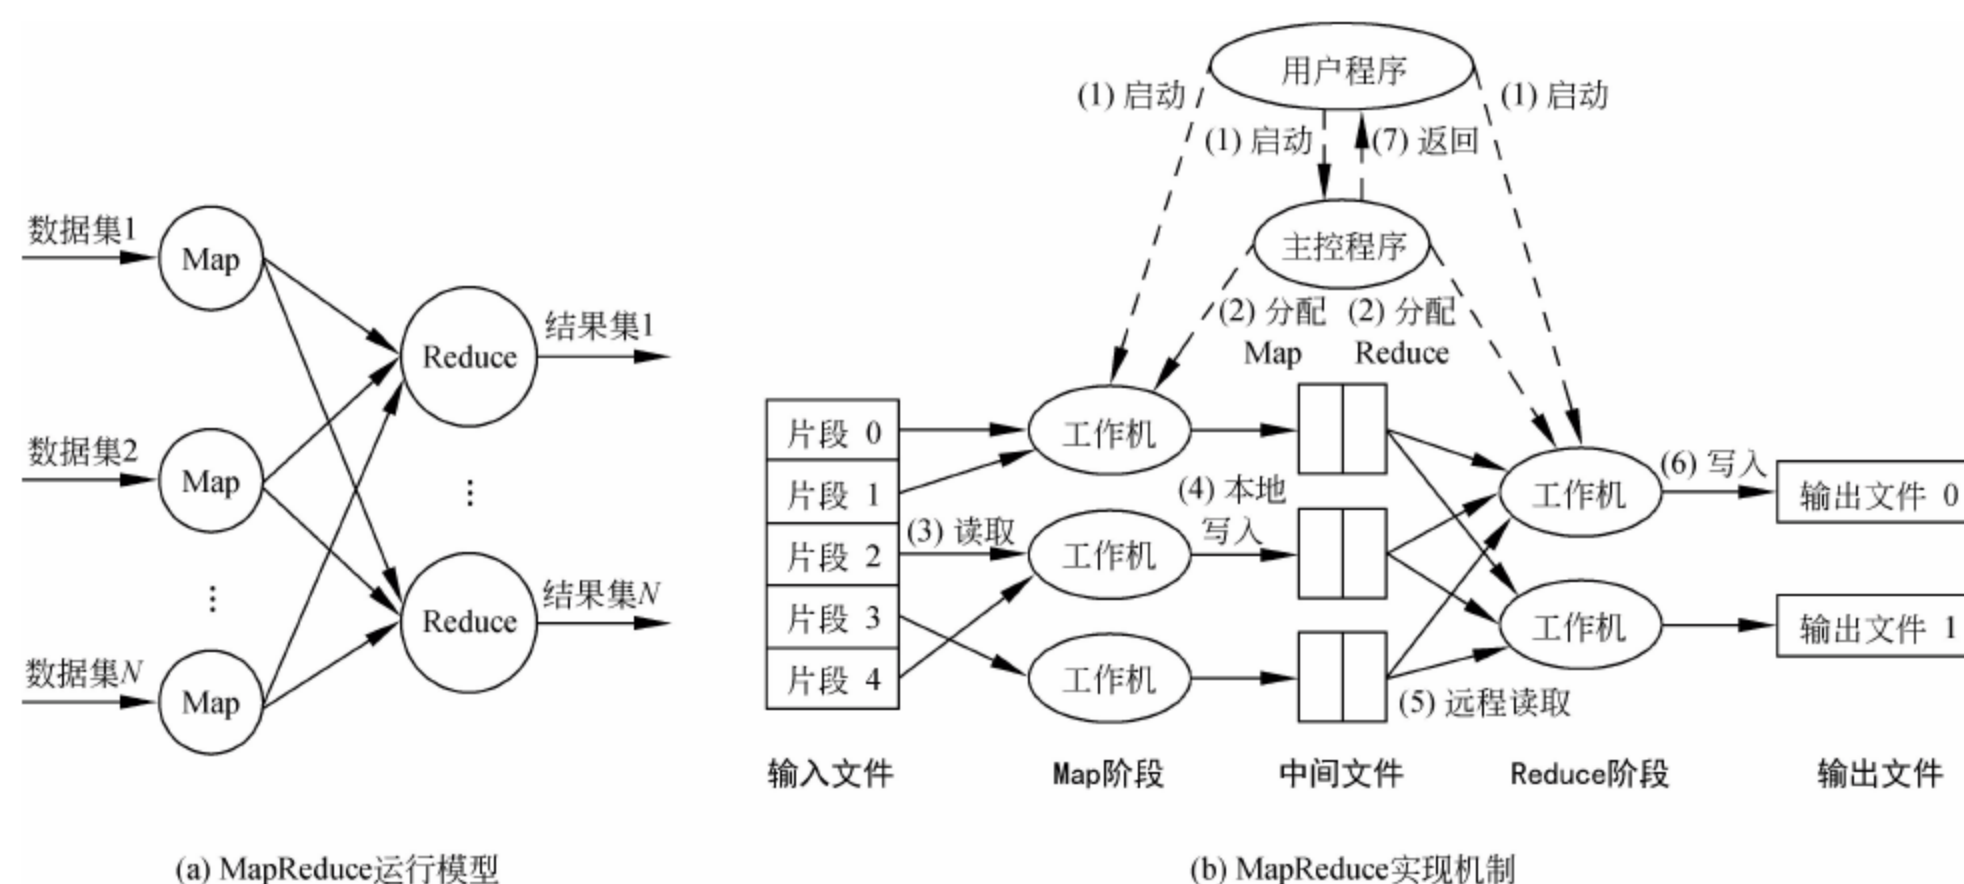 数据集1
Map
数据集2
Map
⋮
数据集N
Map
Reduce
结果集1
⋮
Reduce
结果集N
(a) MapReduce运行模型
用户程序
(1) 启动
(1) 启动
(1) 启动
(7) 返回
主控程序
(2) 分配
Map
(2) 分配
Reduce
片段 0
片段 1
片段 2
片段 3
片段 4
(3) 读取
工作机
工作机
工作机
(4) 本地
写入
(5) 远程读取
工作机
工作机
(6) 写入
输出文件 0
输出文件 1
输入文件
Map阶段
中间文件
Reduce阶段
输出文件
(b) MapReduce实现机制